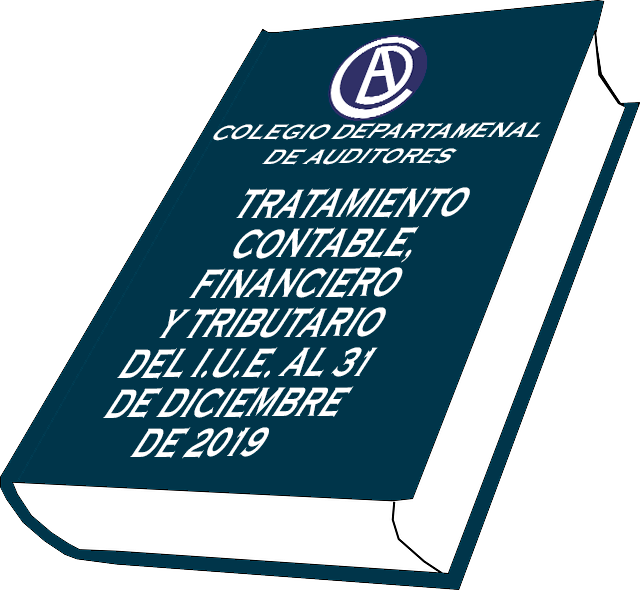 CAD
COLEGIO DEPARTAMENAL
DE AUDITORES
TRATAMIENTO
CONTABLE,
FINANCIERO
Y TRIBUTARIO
DEL I.U.E. AL 31
DE DICIEMBRE
DE 2019